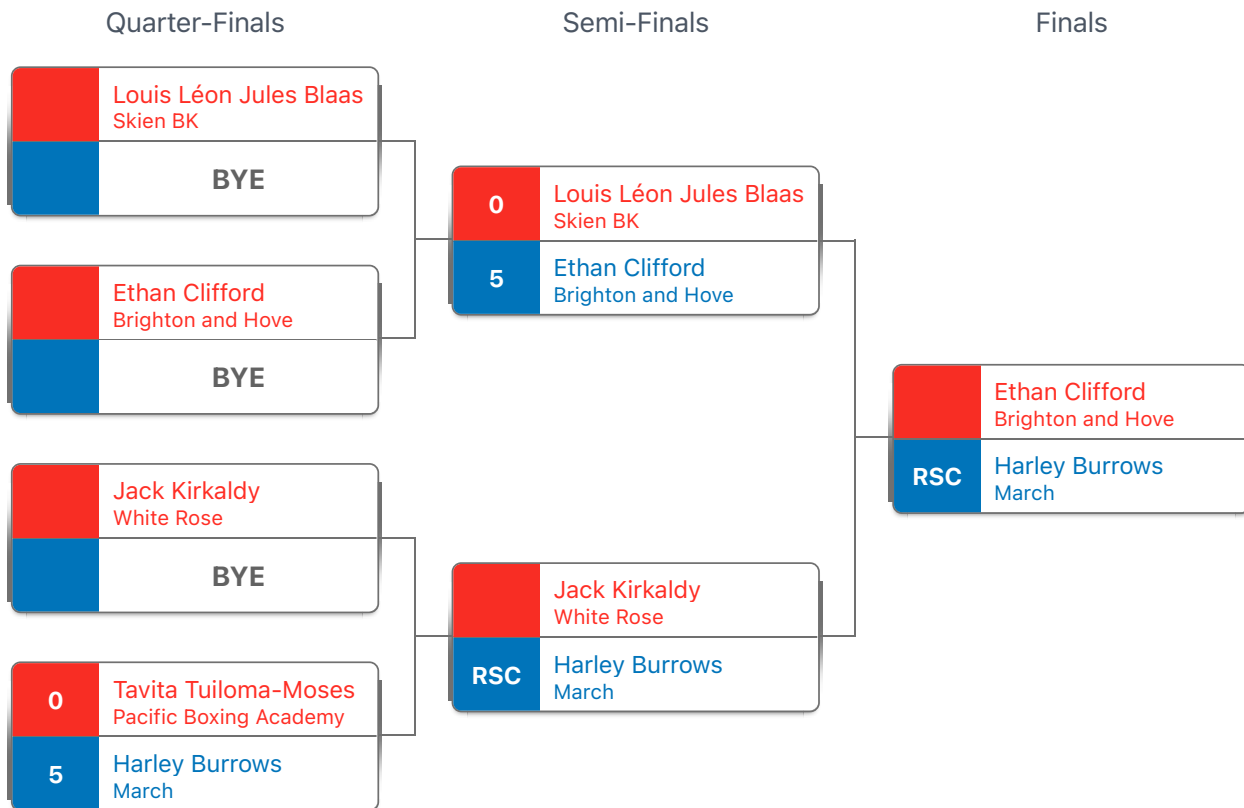 Quarter-Finals
Semi-Finals
Finals
Louis Léon Jules Blaas
Skien BK
BYE
Ethan Clifford
Brighton and Hove
BYE
Jack Kirkaldy
White Rose
BYE
0
Tavita Tuiloma-Moses
Pacific Boxing Academy
5
Harley Burrows
March
0
Louis Léon Jules Blaas
Skien BK
5
Ethan Clifford
Brighton and Hove
Jack Kirkaldy
White Rose
RSC
Harley Burrows
March
Ethan Clifford
Brighton and Hove
RSC
Harley Burrows
March